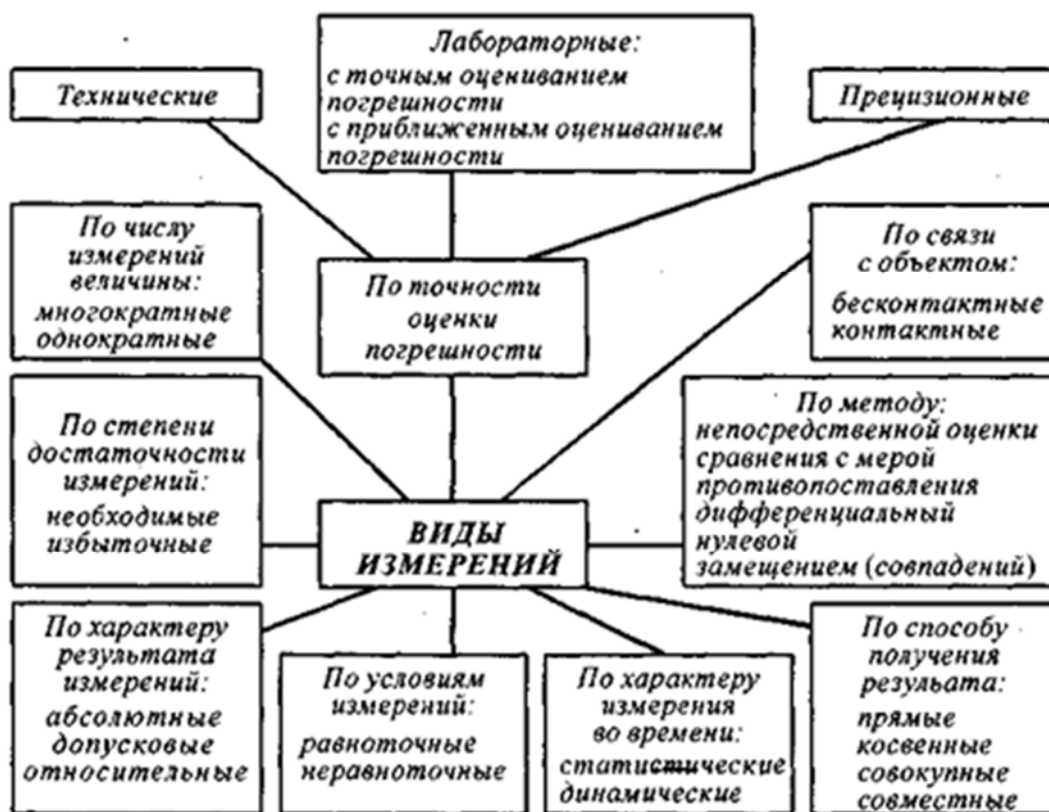 Технические
Лабораторные:
с точным оцениванием
погрешности
с приближенным оцениванием
погрешности
Прецизионные
По числу
измерений
величины:
многократные
однократные
По точности
оценки
погрешности
По связи
с объектом:
бесконтактные
контактные
По степени
достаточности
измерений:
необходимые
избыточные
ВИДЫ
ИЗМЕРЕНИЙ
По методу:
непосредственной оценки
сравнения с мерой
противопоставления
дифференциальный
нулевой
замещением (совпадений)
По характеру
результата
измерений:
абсолютные
допусковые
относительные
По условиям
измерений:
равноточные
неравноточные
По характеру
измерения
во времени:
статистические
динамические
По способу
получения
резульата:
прямые
косвенные
совокупные
совместные